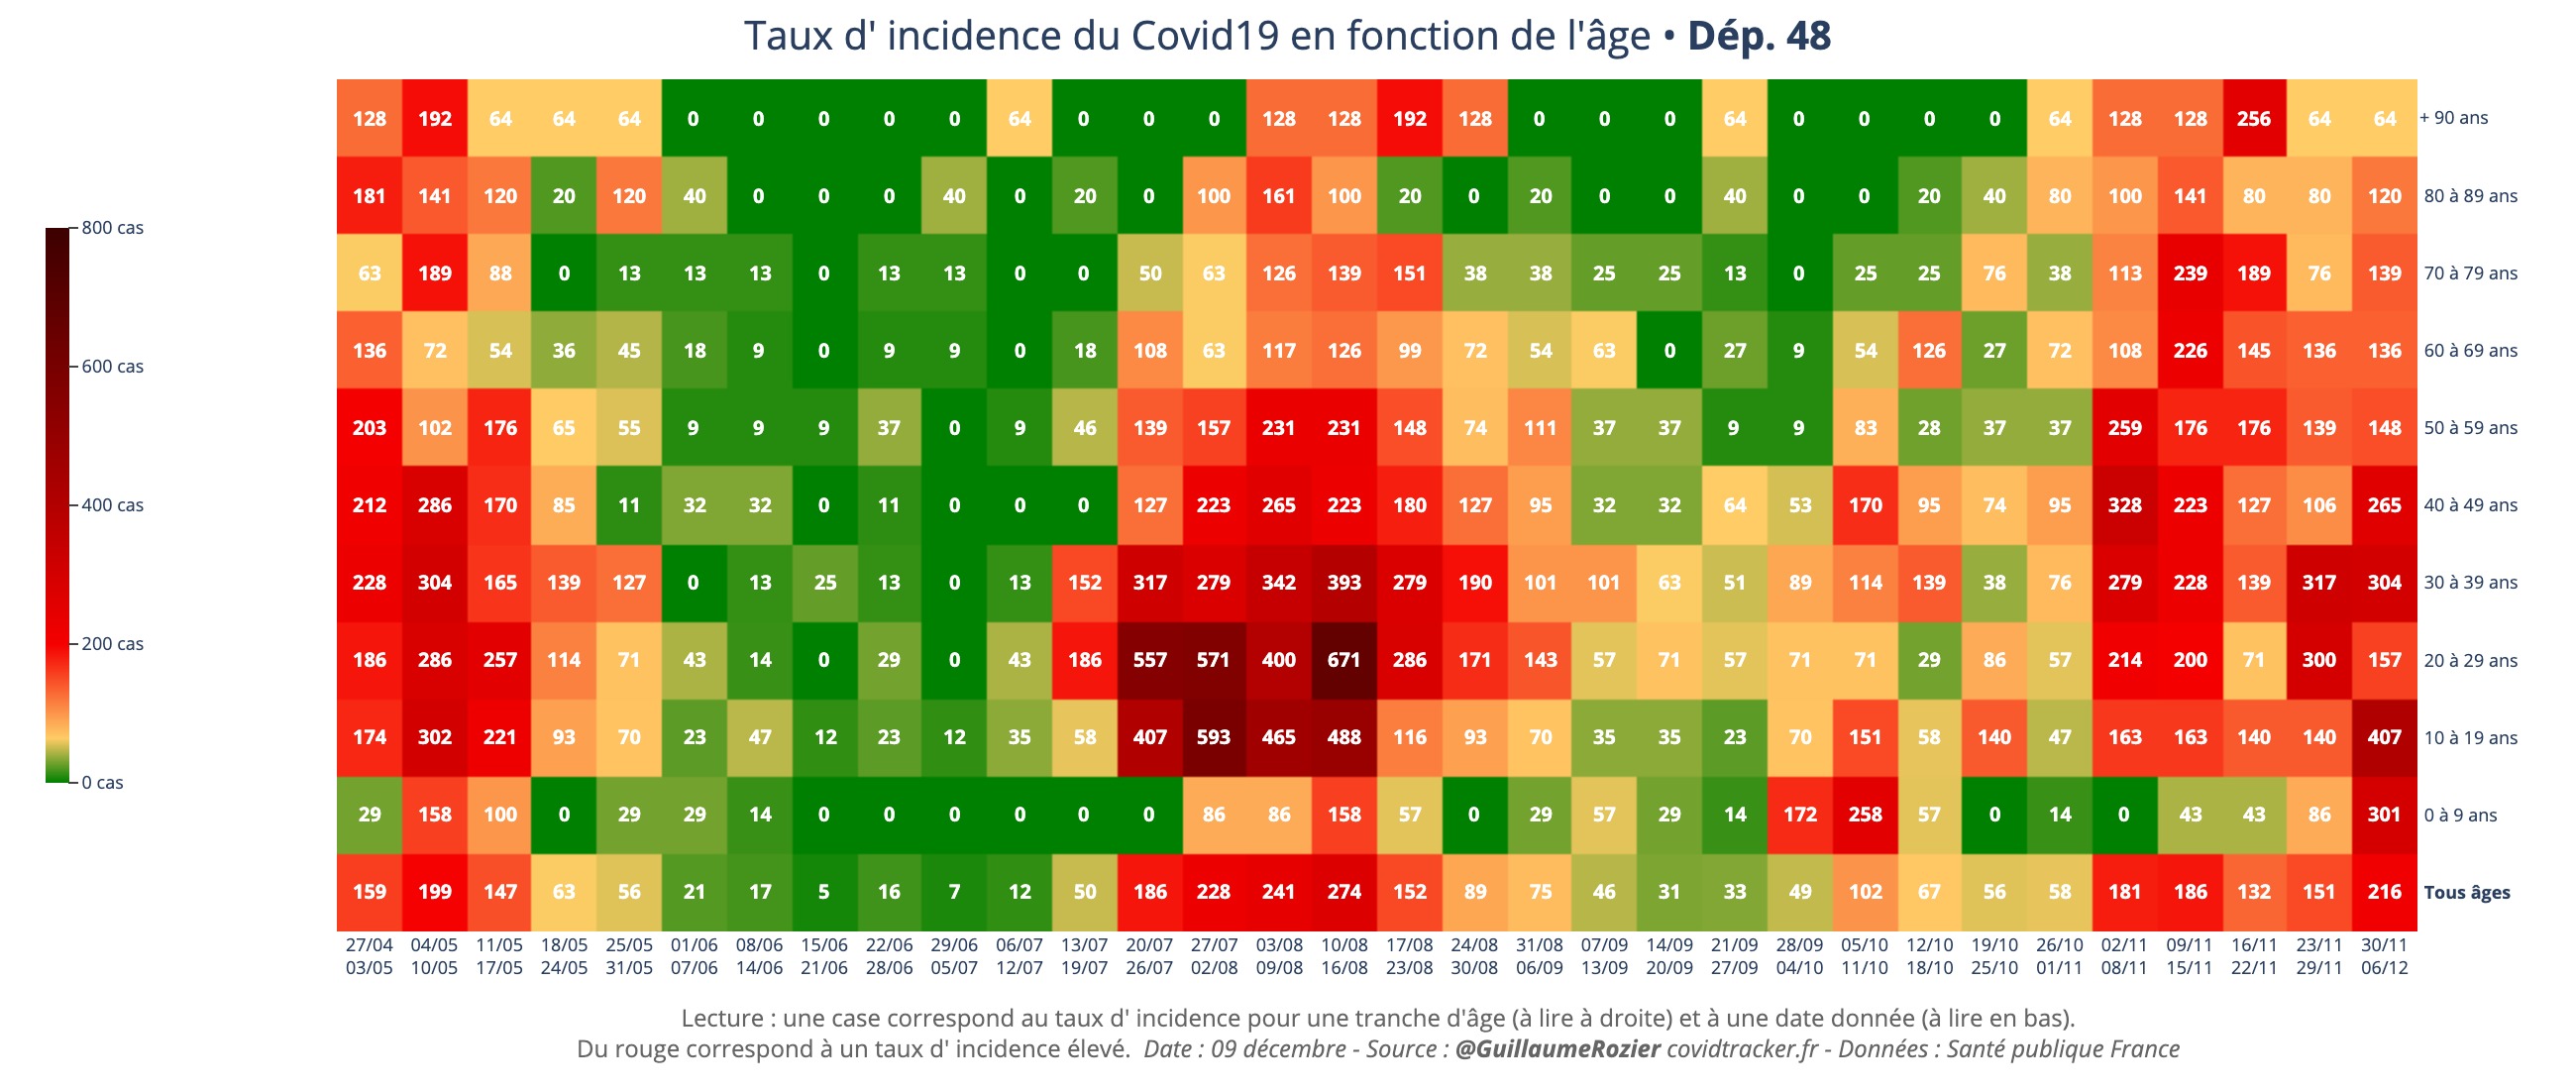 Taux d' incidence du Covid19 en fonction de l'âge • Dép. 48
800 cas
600 cas
400 cas
200 cas
0 cas
128 192 64 64 64 0 0 0 0 0 64 0 0 0 128 128 192 128 0 0 0 64 0 0 0 0 64 128 128 256 64 64 + 90 ans
181 141 120 20 120 40 0 0 0 40 0 20 0 100 161 100 20 0 20 0 0 40 0 0 20 40 80 100 141 80 80 120 80 à 89 ans
63 189 88 0 13 13 13 0 13 13 0 0 50 63 126 139 151 38 38 25 25 13 0 25 25 76 38 113 239 189 76 139 70 à 79 ans
136 72 54 36 45 18 9 0 9 9 0 18 108 63 117 126 99 72 54 63 0 27 9 54 126 27 72 108 226 145 136 136 60 à 69 ans
203 102 176 65 55 9 9 9 37 0 9 46 139 157 231 231 148 74 111 37 37 9 9 83 28 37 37 259 176 176 139 148 50 à 59 ans
212 286 170 85 11 32 32 0 11 0 0 0 127 223 265 223 180 127 95 32 32 64 53 170 95 74 95 328 223 127 106 265 40 à 49 ans
228 304 165 139 127 0 13 25 13 0 13 152 317 279 342 393 279 190 101 101 63 51 89 114 139 38 76 279 228 139 317 304 30 à 39 ans
186 286 257 114 71 43 14 0 29 0 43 186 557 571 400 671 286 171 143 57 71 57 71 71 29 86 57 214 200 71 300 157 20 à 29 ans
174 302 221 93 70 23 47 12 23 12 35 58 407 593 465 488 116 93 70 35 35 23 70 151 58 140 47 163 163 140 140 407 10 à 19 ans
29 158 100 0 29 29 14 0 0 0 0 0 0 86 86 158 57 0 29 57 29 14 172 258 57 0 14 0 43 43 86 301 0 à 9 ans
159 199 147 63 56 21 17 5 16 7 12 50 186 228 241 274 152 89 75 46 31 33 49 102 67 56 58 181 186 132 151 216 Tous âges
27/04 04/05 11/05 18/05 25/05 01/06 08/06 15/06 22/06 29/06 06/07 13/07 20/07 27/07 03/08 10/08 17/08 24/08 31/08 07/09 14/09 21/09 28/09 05/10 12/10 19/10 26/10 02/11 09/11 16/11 23/11 30/11
03/05 10/05 17/05 24/05 31/05 07/06 14/06 21/06 28/06 05/07 12/07 19/07 26/07 02/08 09/08 16/08 23/08 30/08 06/09 13/09 20/09 27/09 04/10 11/10 18/10 25/10 01/11 08/11 15/11 22/11 29/11 06/12
Lecture : une case correspond au taux d' incidence pour une tranche d'âge (à lire à droite) et à une date donnée (à lire en bas).
Du rouge correspond à un taux d' incidence élevé. Date : 09 décembre - Source : @GuillaumeRozier covidtracker.fr - Données : Santé publique France